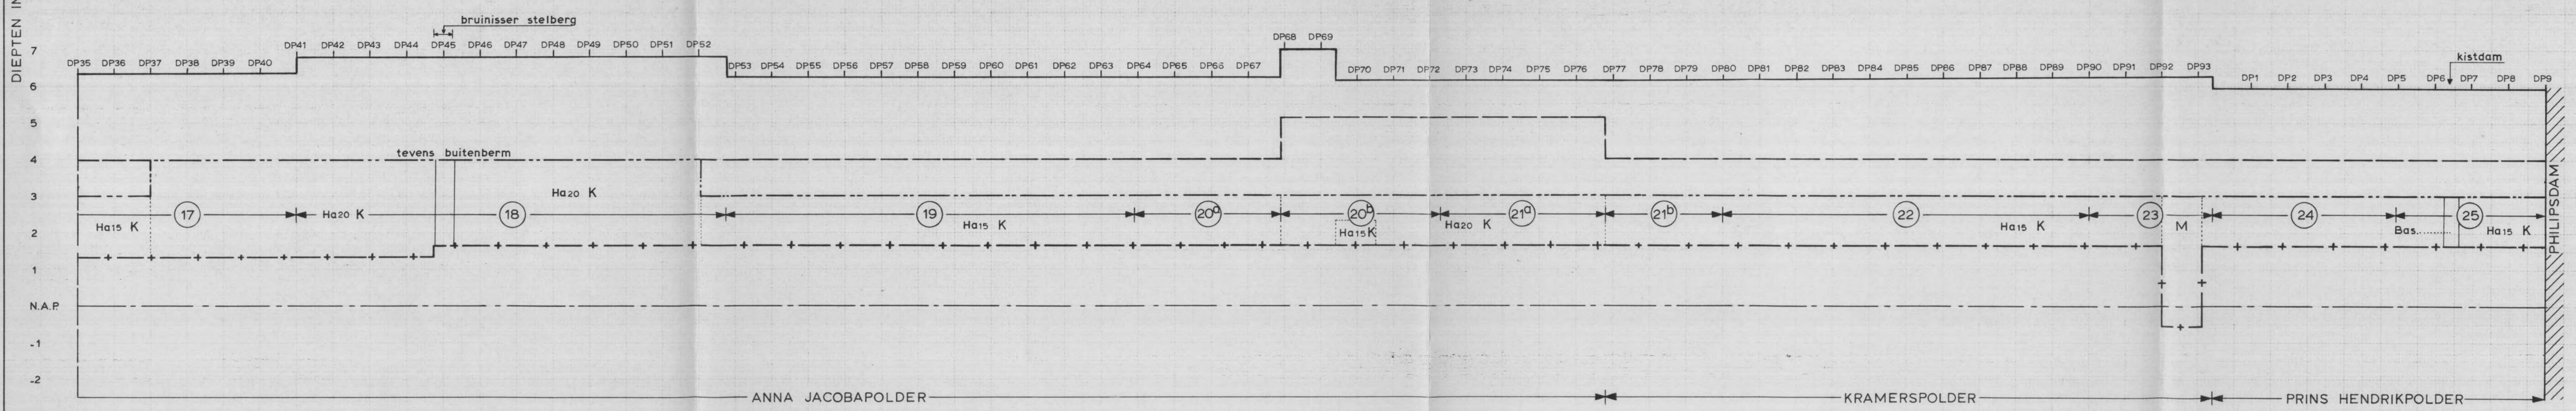 DIEPTEN IN
bruinisser stelberg
kistdam
DP35 DP36 DP37 DP38 DP39 DP40 DP41 DP42 DP43 DP44 DP45 DP46 DP47 DP48 DP49 DP50 DP51 DP52 DP53 DP54 DP55 DP56 DP57 DP58 DP59 DP60 DP61 DP62 DP63 DP64 DP65 DP66 DP67 DP68 DP69 DP70 DP71 DP72 DP73 DP74 DP75 DP76 DP77 DP78 DP79 DP80 DP81 DP82 DP83 DP84 DP85 DP86 DP87 DP88 DP89 DP90 DP91 DP92 DP93 DP1 DP2 DP3 DP4 DP5 DP6 DP7 DP8 DP9
7
6
5
4
tevens buitenberm
3
Ha20 K
17 Ha20 K 18 19 20a 20b 21a 21b 22 23 24 25
Ha15 K Ha15 K Ha15K Ha20 K Ha15 K M Bas. Ha15 K
2
1
N.A.P.
-1
-2
PHILIPSDAM
ANNA JACOBAPOLDER KRAMERSPOLDER PRINS HENDRIKPOLDER